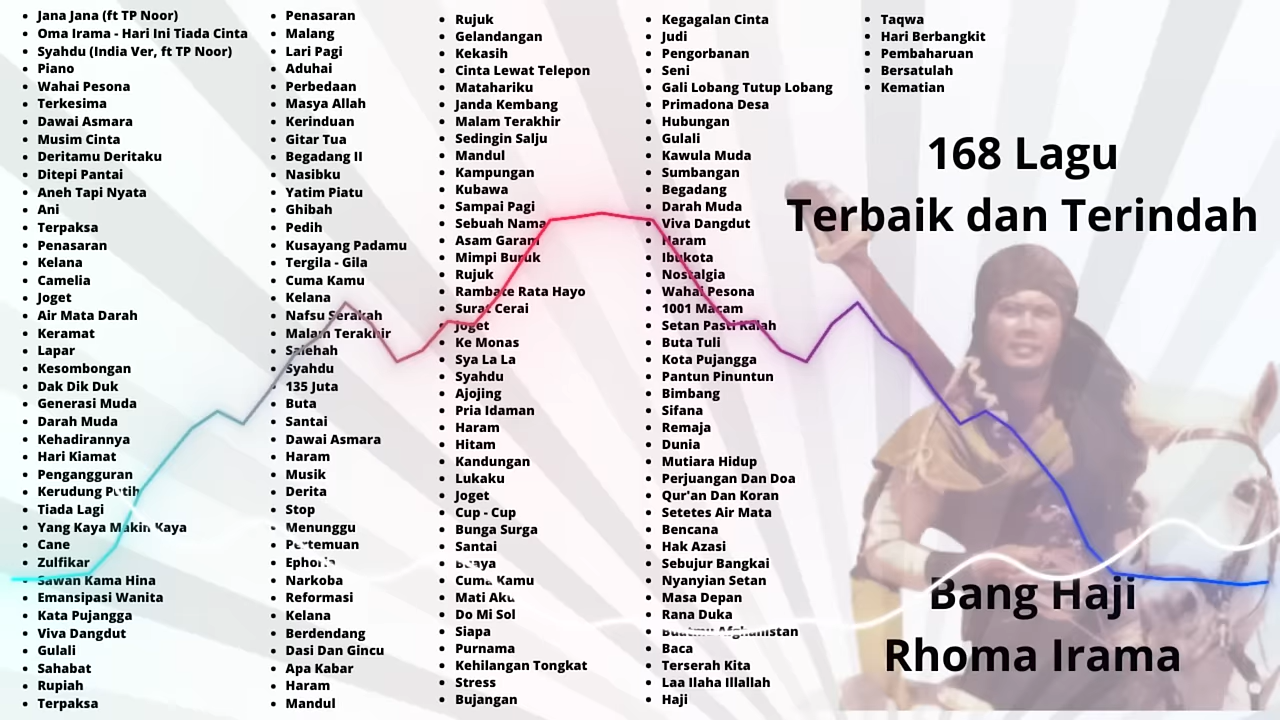 Jana Jana (ft TP Noor)
Oma Irama - Hari Ini Tiada Cinta
Syahdu (India Ver, ft TP Noor)
Piano
Wahai Pesona
Terkesima
Dawai Asmara
Musim Cinta
Deritamu Deritaku
Ditepi Pantai
Aneh Tapi Nyata
Ani
Terpaksa
Penasaran
Kelana
Camelia
Joget
Air Mata Darah
Keramat
Lapar
Kesombongan
Dak Dik Duk
Generasi Muda
Darah Muda
Kehadirannya
Hari Kiamat
Pengangguran
Kerudung Putih
Tiada Lagi
Yang Kaya Makin Kaya
Cane
Zulfikar
Sawan Kama Hina
Emansipasi Wanita
Kata Pujangga
Viva Dangdut
Gulali
Sahabat
Rupiah
Terpaksa
Penasaran
Malang
Lari Pagi
Aduhai
Perbedaan
Masya Allah
Kerinduan
Gitar Tua
Begadang II
Nasibku
Yatim Piatu
Ghibah
Pedih
Kusayang Padamu
Tergila - Gila
Cuma Kamu
Kelana
Nafsu Serakah
Malam Terakhir
Salehah
Syahdu
135 Juta
Buta
Santai
Dawai Asmara
Haram
Musik
Derita
Stop
Menunggu
Pertemuan
Ephoria
Narkoba
Reformasi
Kelana
Berdendang
Dasi Dan Gincu
Apa Kabar
Haram
Mandul
Rujuk
Gelandangan
Kekasih
Cinta Lewat Telepon
Matahariku
Janda Kembang
Malam Terakhir
Sedingin Salju
Mandul
Kampungan
Kubawa
Sampai Pagi
Sebuah Nama
Asam Garam
Mimpi Buruk
Rujuk
Rambate Rata Hayo
Surat Cerai
Joget
Ke Monas
Sya La La
Syahdu
Ajojing
Pria Idaman
Haram
Hitam
Kandungan
Lukaku
Joget
Cup - Cup
Bunga Surga
Santai
Buaya
Cuma Kamu
Mati Aku
Do Mi Sol
Siapa
Purnama
Kehilangan Tongkat
Stress
Bujangan
Kegagalan Cinta
Judi
Pengorbanan
Seni
Gali Lobang Tutup Lobang
Primadona Desa
Hubungan
Gulali
Kawula Muda
Sumbangan
Begadang
Darah Muda
Viva Dangdut
Haram
Ibukota
Nostalgia
Wahai Pesona
1001 Macam
Setan Pasti Kalah
Buta Tuli
Kota Pujangga
Pantun Pinuntun
Bimbang
Sifana
Remaja
Dunia
Mutiara Hidup
Perjuangan Dan Doa
Qur'an Dan Koran
Setetes Air Mata
Bencana
Hak Azasi
Sebujur Bangkai
Nyanyian Setan
Masa Depan
Rana Duka
Buatmu Afghanistan
Baca
Terserah Kita
Laa Ilaha Illallah
Haji
Taqwa
Hari Berbangkit
Pembaharuan
Bersatulah
Kematian
168 Lagu
Terbaik dan Terindah
Bang Haji
Rhoma Irama